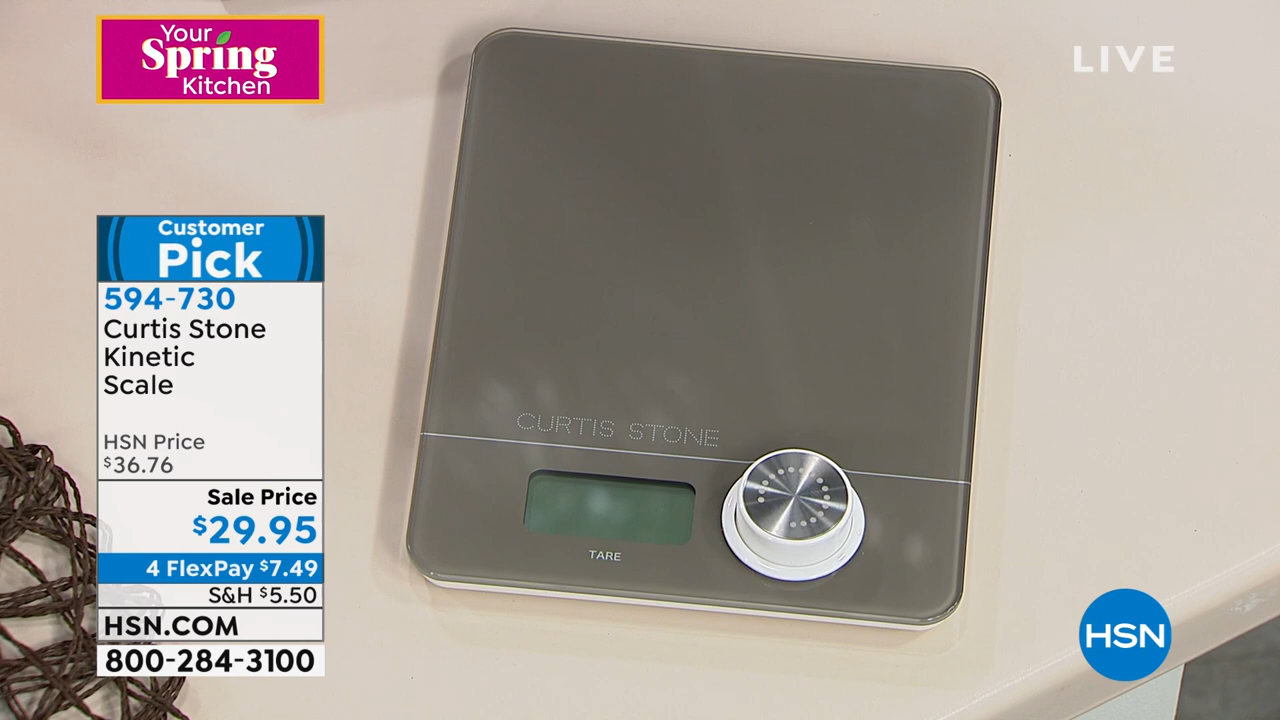 Your
Spring
Kitchen
LIVE
Customer
Pick
594-730
Curtis Stone
Kinetic
Scale
HSN Price
$36.76
Sale Price
$29.95
4 FlexPay $7.49
S&H $5.50
HSN.COM
800-284-3100
CURTIS STONE
TARE
HSN